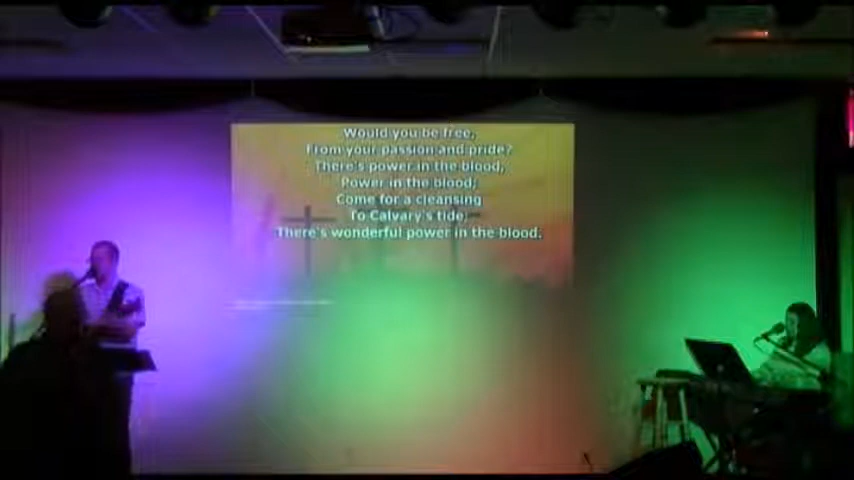 Would you be free,
From your passion and pride?
There's power in the blood,
Power in the blood;
Come for a cleansing
To Calvary's tide,
There's wonderful power in the blood.